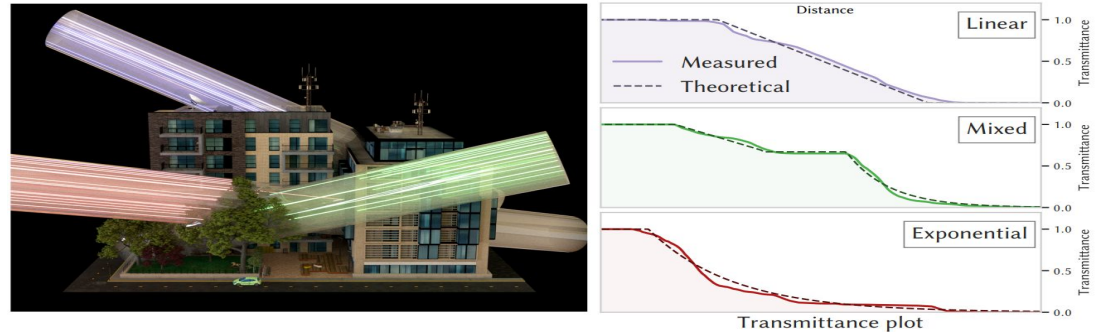 Distance
Linear
Measured
Theoretical
1.0
0.5
0.0
Transmittance
Mixed
1.0
0.5
0.0
Transmittance
Exponential
1.0
0.5
0.0
Transmittance
Transmittance plot